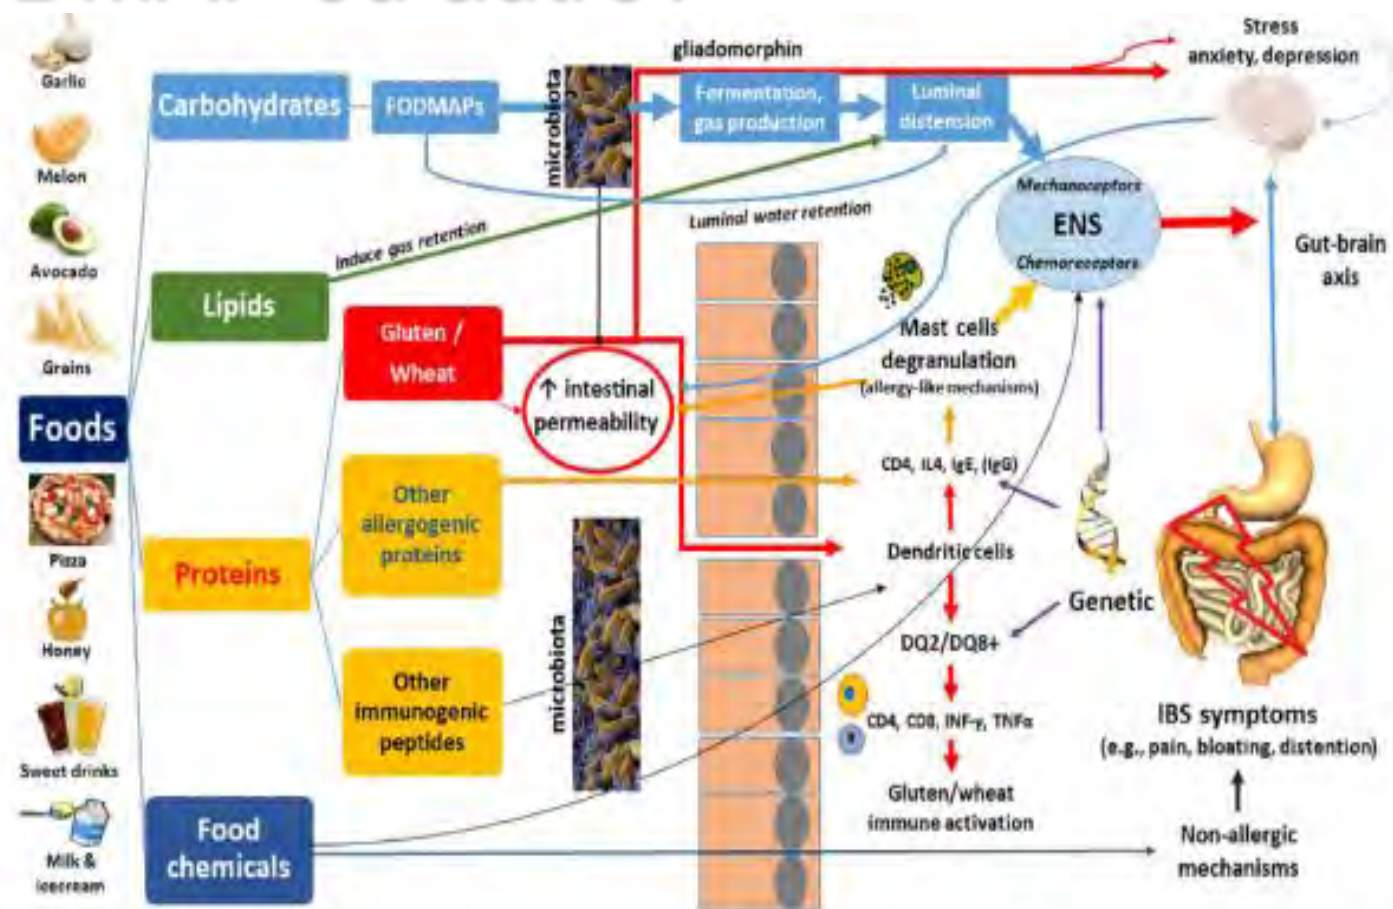 Garlic
Melon
Avocado
Grains
Foods
Pizza
Honey
Sweet drinks
Milk &
icecream
Carbohydrates
FODMAPs
microbiota
gliadomorphin
Fermentation,
gas production
Luminal
distension
Stress
anxiety, depression
Luminal water retention
Induce gas retention
Lipids
Mechanoceptors
ENS
Chemoreceptors
Gut-brain
axis
Gluten /
Wheat
↑ intestinal
permeability
Mast cells
degranulation
(allergy-like mechanisms)
CD4, IL4, IgE, (IgG)
Other
allergogenic
proteins
Proteins
Dendritic cells
Genetic
DQ2/DQ8+
Other
immunogenic
peptides
microbiota
CD4, CD8, INF-γ, TNFα
Gluten/wheat
immune activation
IBS symptoms
(e.g., pain, bloating, distention)
Non-allergic
mechanisms
Food
chemicals